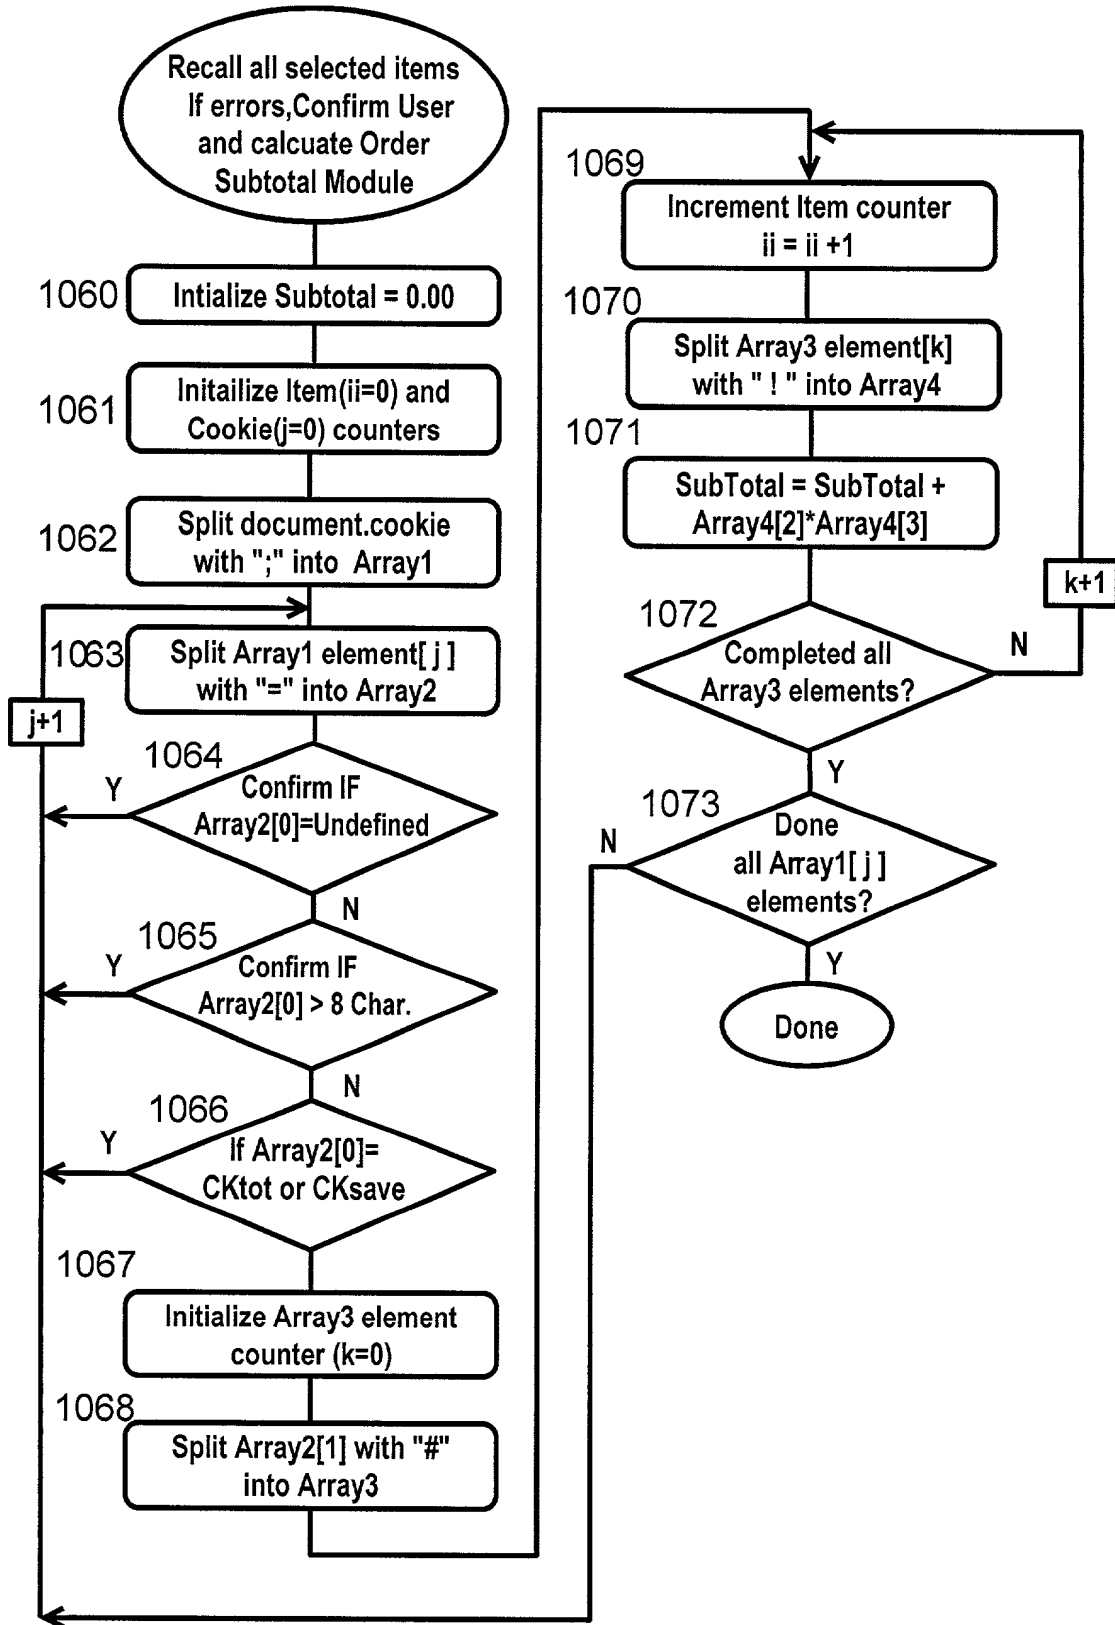 Recall all selected items
If errors,Confirm User
and calcuate Order
Subtotal Module
1060
Intialize Subtotal = 0.00
1061
Initailize Item(ii=0) and
Cookie(j=0) counters
1062
Split document.cookie
with ";" into Array1
1063
Split Array1 element[ j ]
with "=" into Array2
j+1
1064
Y
Confirm IF
Array2[0]=Undefined
N
1065
Y
Confirm IF
Array2[0] > 8 Char.
N
1066
Y
If Array2[0]=
CKtot or CKsave
1067
Initialize Array3 element
counter (k=0)
1068
Split Array2[1] with "#"
into Array3
1069
Increment Item counter
ii = ii +1
1070
Split Array3 element[k]
with " ! " into Array4
1071
SubTotal = SubTotal +
Array4[2]*Array4[3]
k+1
1072
Completed all
Array3 elements?
N
Y
1073
Done
all Array1[ j ]
elements?
N
Y
Done